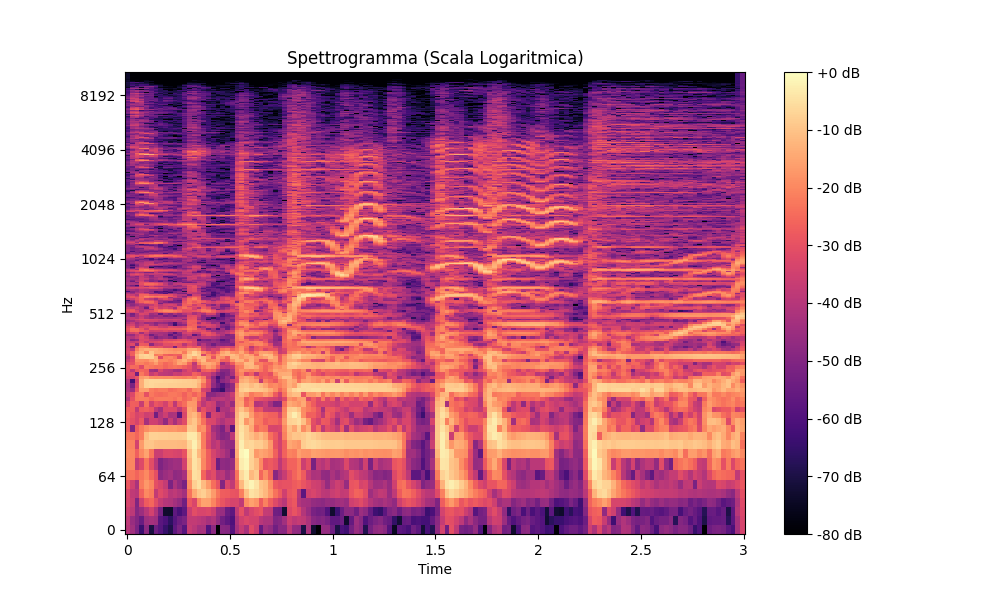 Spettrogramma (Scala Logaritmica)
Hz
8192
4096
2048
1024
512
256
128
64
0
0
0.5
1
1.5
2
2.5
3
Time
+0 dB
-10 dB
-20 dB
-30 dB
-40 dB
-50 dB
-60 dB
-70 dB
-80 dB